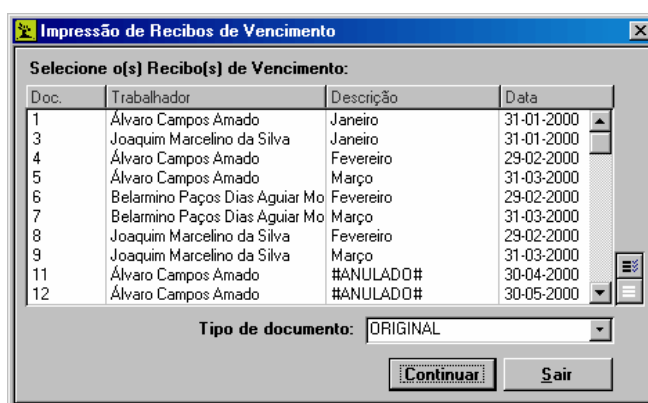 Impressão de Recibos de Vencimento
Selecione o(s) Recibo(s) de Vencimento:
Doc. Trabalhador Descrição Data
1 Álvaro Campos Amado Janeiro 31-01-2000
3 Joaquim Marcelino da Silva Janeiro 31-01-2000
4 Álvaro Campos Amado Fevereiro 29-02-2000
5 Álvaro Campos Amado Março 31-03-2000
6 Belarmino Paços Dias Aguiar Mo Fevereiro 29-02-2000
7 Belarmino Paços Dias Aguiar Mo Março 31-03-2000
8 Joaquim Marcelino da Silva Fevereiro 29-02-2000
9 Joaquim Marcelino da Silva Março 31-03-2000
11 Álvaro Campos Amado #ANULADO# 30-04-2000
12 Álvaro Campos Amado #ANULADO# 30-05-2000
Tipo de documento: ORIGINAL
Continuar Sair